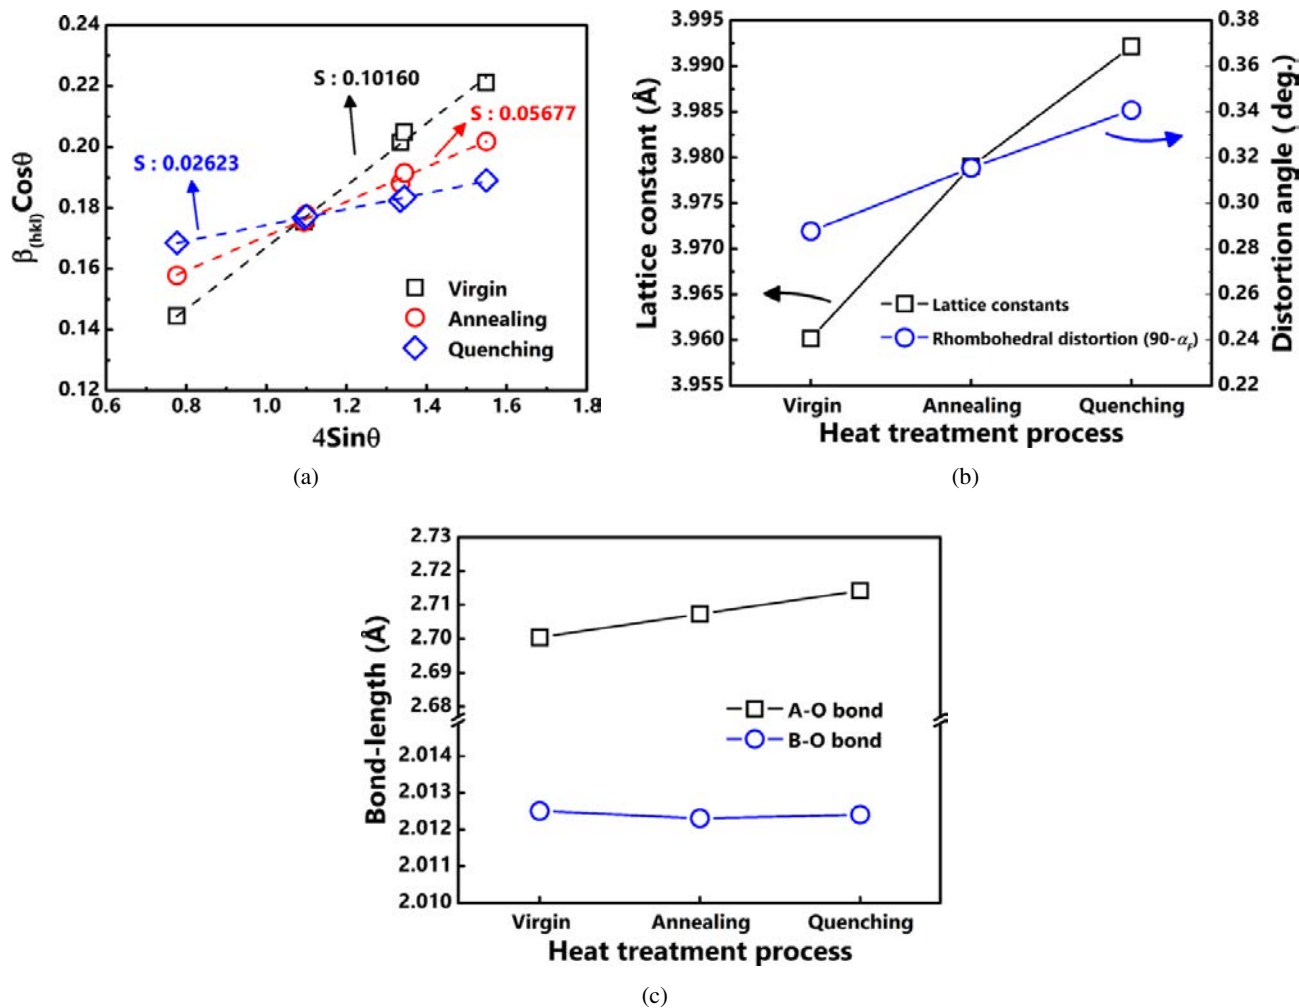 0.24
0.22
0.20
0.18
0.16
0.14
0.12
β(hkl)Cosθ
S : 0.10160
S : 0.05677
S : 0.02623
Virgin
Annealing
Quenching
0.6 0.8 1.0 1.2 1.4 1.6 1.8
4Sinθ
(a)
3.995
3.990
3.985
3.980
3.975
3.970
3.965
3.960
3.955
Lattice constant (Å)
Lattice constants
Rhombohedral distortion (90-αr)
0.38
0.36
0.34
0.32
0.30
0.28
0.26
0.24
0.22
Distortion angle ( deg.)
Virgin Annealing Quenching
Heat treatment process
(b)
2.73
2.72
2.71
2.70
2.69
2.68
2.014
2.013
2.012
2.011
2.010
Bond-length (Å)
A-O bond
B-O bond
Virgin Annealing Quenching
Heat treatment process
(c)